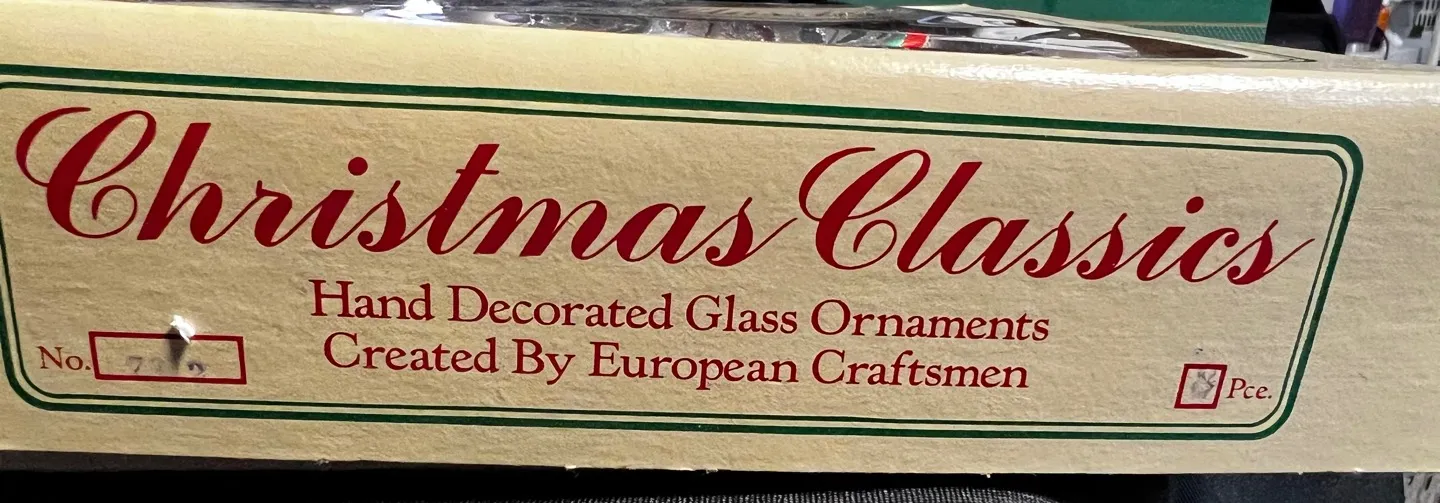 Christmas Classics
Hand Decorated Glass Ornaments
Created By European Craftsmen
No.
Pce.